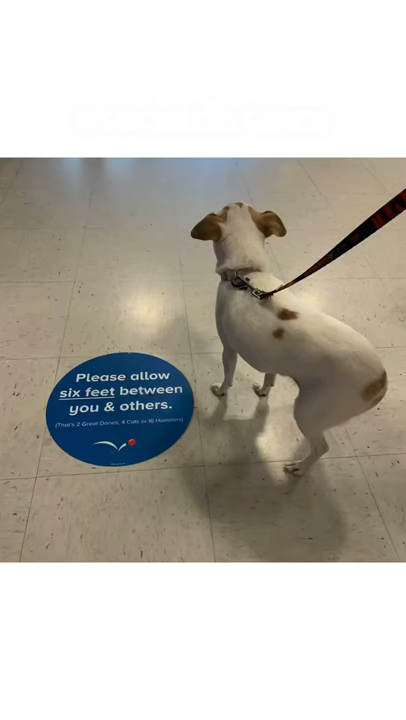 Please allow
six feet between
you & others.
(That's 2 Great Danes, 4 Cats or 16 Hamsters)